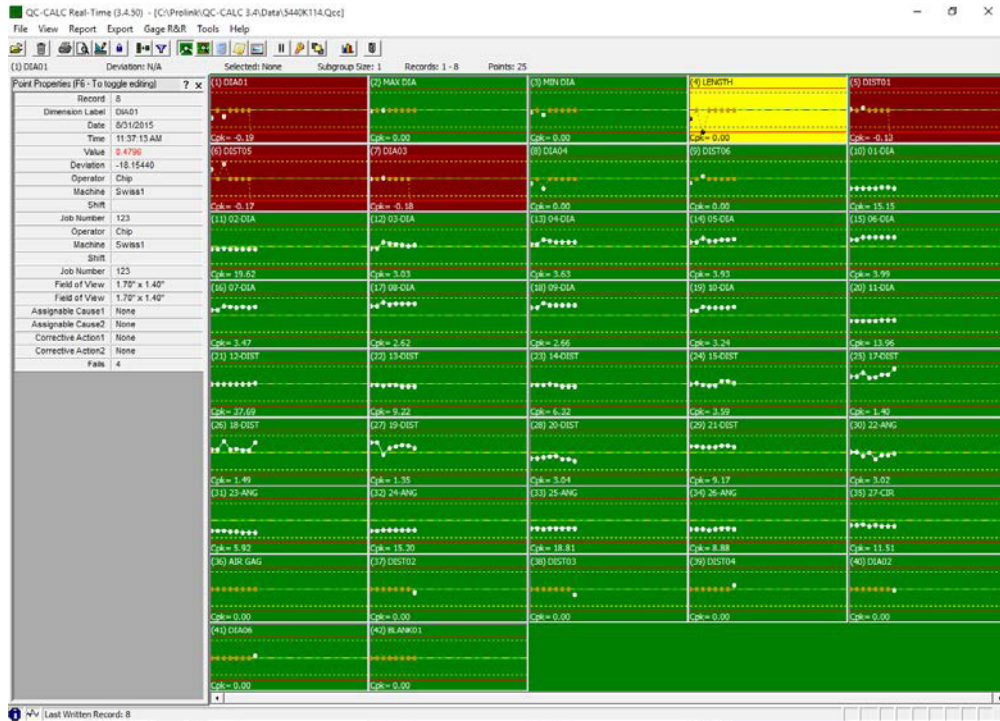 QC-CALC Real-Time (3.4.50) - [C:\Prolink\QC-CALC 3.4\Data\5440K114.Qcc]
File View Report Export Gage R&R Tools Help
(1) DIA01 Deviation: N/A Selected: None Subgroup Size: 1 Records: 1 - 8 Points: 25
Point Properties (F6 - To toggle editing) ? x
Record 8
Dimension Label DIA01
Date 8/31/2015
Time 11:37:13 AM
Value 0.4796
Deviation -18.15440
Operator Chip
Machine Swiss1
Shift
Job Number 123
Operator Chip
Machine Swiss1
Shift
Job Number 123
Field of View 1.70" x 1.40"
Field of View 1.70" x 1.40"
Assignable Cause1 None
Assignable Cause2 None
Corrective Action1 None
Corrective Action2 None
Fails 4
(1) DIA01 (2) MAX DIA (3) MIN DIA (4) LENGTH (5) DIST01
Cpk= -0.19 Cpk= 0.00 Cpk= 0.00 Cpk= 0.00 Cpk= -0.13
(6) DIST05 (7) DIA03 (8) DIA04 (9) DIST06 (10) 01-DIA
Cpk= -0.17 Cpk= -0.18 Cpk= 0.00 Cpk= 0.00 Cpk= 15.15
(11) 02-DIA (12) 03-DIA (13) 04-DIA (14) 05-DIA (15) 06-DIA
Cpk= 19.62 Cpk= 3.03 Cpk= 3.63 Cpk= 3.93 Cpk= 3.99
(16) 07-DIA (17) 08-DIA (18) 09-DIA (19) 10-DIA (20) 11-DIA
Cpk= 3.47 Cpk= 2.62 Cpk= 2.66 Cpk= 3.24 Cpk= 13.96
(21) 12-DIST (22) 13-DIST (23) 14-DIST (24) 15-DIST (25) 17-DIST
Cpk= 37.69 Cpk= 9.22 Cpk= 6.32 Cpk= 3.59 Cpk= 1.40
(26) 18-DIST (27) 19-DIST (28) 20-DIST (29) 21-DIST (30) 22-ANG
Cpk= 1.49 Cpk= 1.35 Cpk= 3.04 Cpk= 9.17 Cpk= 3.02
(31) 23-ANG (32) 24-ANG (33) 25-ANG (34) 26-ANG (35) 27-CIR
Cpk= 5.92 Cpk= 15.20 Cpk= 18.81 Cpk= 8.88 Cpk= 11.51
(36) AIR GAG (37) DIST02 (38) DIST03 (39) DIST04 (40) DIA02
Cpk= 0.00 Cpk= 0.00 Cpk= 0.00 Cpk= 0.00 Cpk= 0.00
(41) DIA06 (42) BLANK01
Cpk= 0.00 Cpk= 0.00
Last Written Record: 8